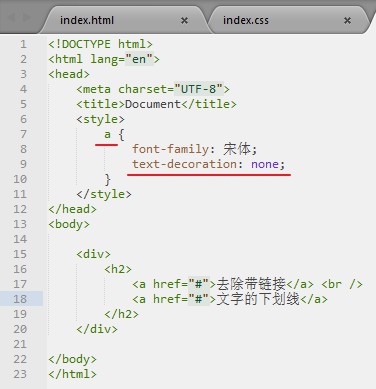 index.html × index.css ×
1 <!DOCTYPE html>
2 <html lang="en">
3 <head>
4     <meta charset="UTF-8">
5     <title>Document</title>
6     <style>
7         a {
8             font-family: 宋体;
9             text-decoration: none;
10         }
11     </style>
12 </head>
13 <body>
14
15     <div>
16         <h2>
17             <a href="#">去除带链接</a> <br />
18             <a href="#">文字的下划线</a>
19         </h2>
20     </div>
21
22 </body>
23 </html>